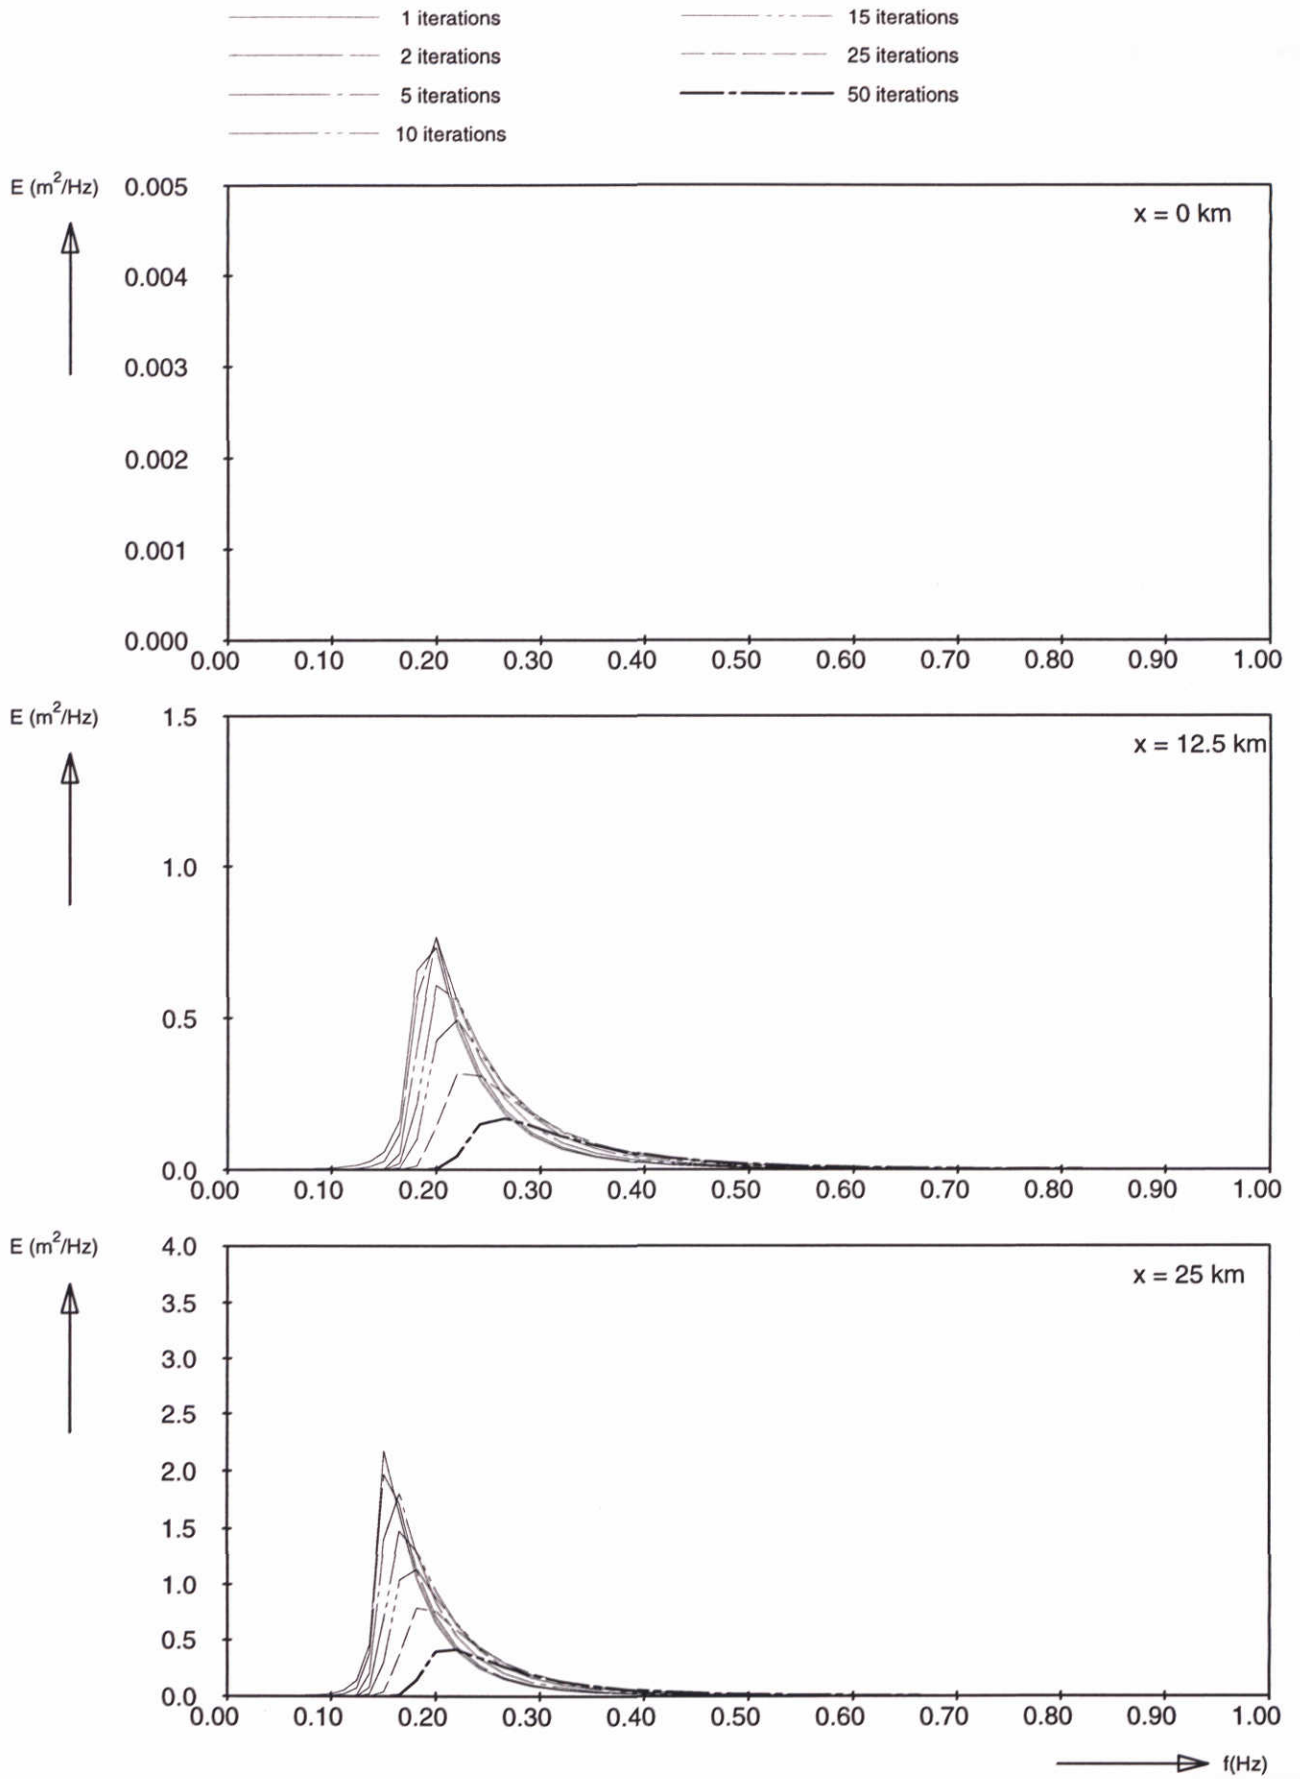 1 iterations 15 iterations
2 iterations 25 iterations
5 iterations 50 iterations
10 iterations
E (m²/Hz) 0.005
x = 0 km
0.004
0.003
0.002
0.001
0.000
0.00 0.10 0.20 0.30 0.40 0.50 0.60 0.70 0.80 0.90 1.00
E (m²/Hz) 1.5
x = 12.5 km
1.0
0.5
0.0
0.00 0.10 0.20 0.30 0.40 0.50 0.60 0.70 0.80 0.90 1.00
E (m²/Hz) 4.0
x = 25 km
3.5
3.0
2.5
2.0
1.5
1.0
0.5
0.0
0.00 0.10 0.20 0.30 0.40 0.50 0.60 0.70 0.80 0.90 1.00
f(Hz)